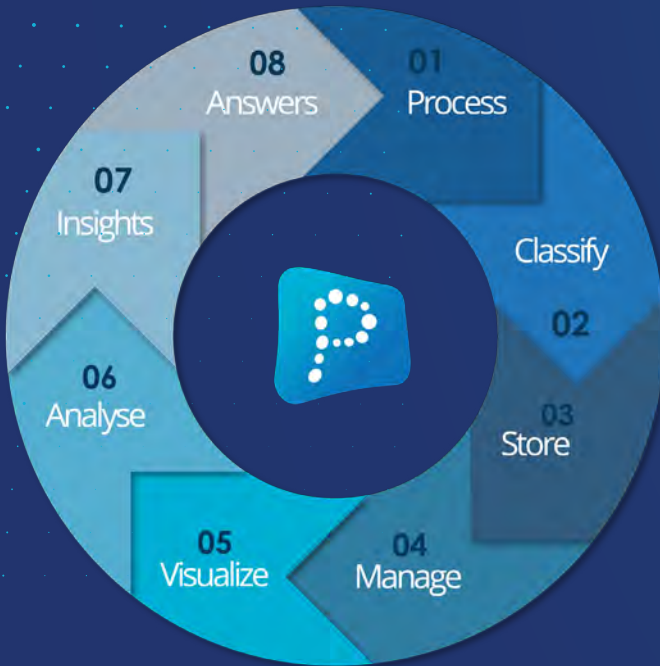 01
Process
Classify
02
03
Store
04
Manage
05
Visualize
06
Analyse
07
Insights
08
Answers
P